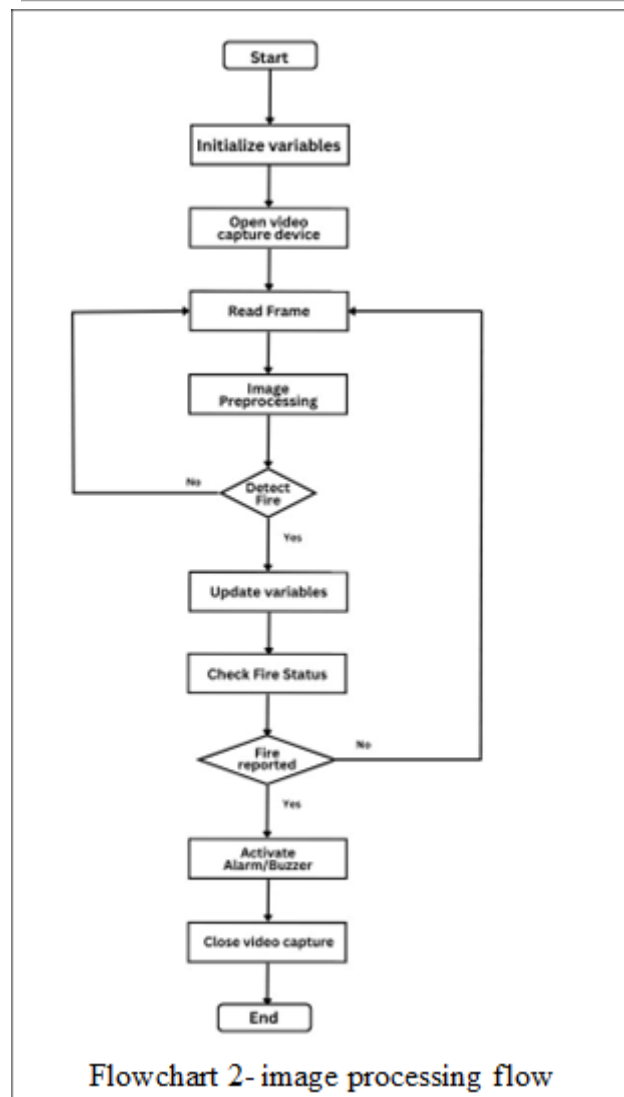 Start
Initialize variables
Open video
capture device
Read Frame
Image
Preprocessing
No
Detect
Fire
Yes
Update variables
Check Fire Status
Fire
reported
No
Yes
Activate
Alarm/Buzzer
Close video capture
End
Flowchart 2- image processing flow